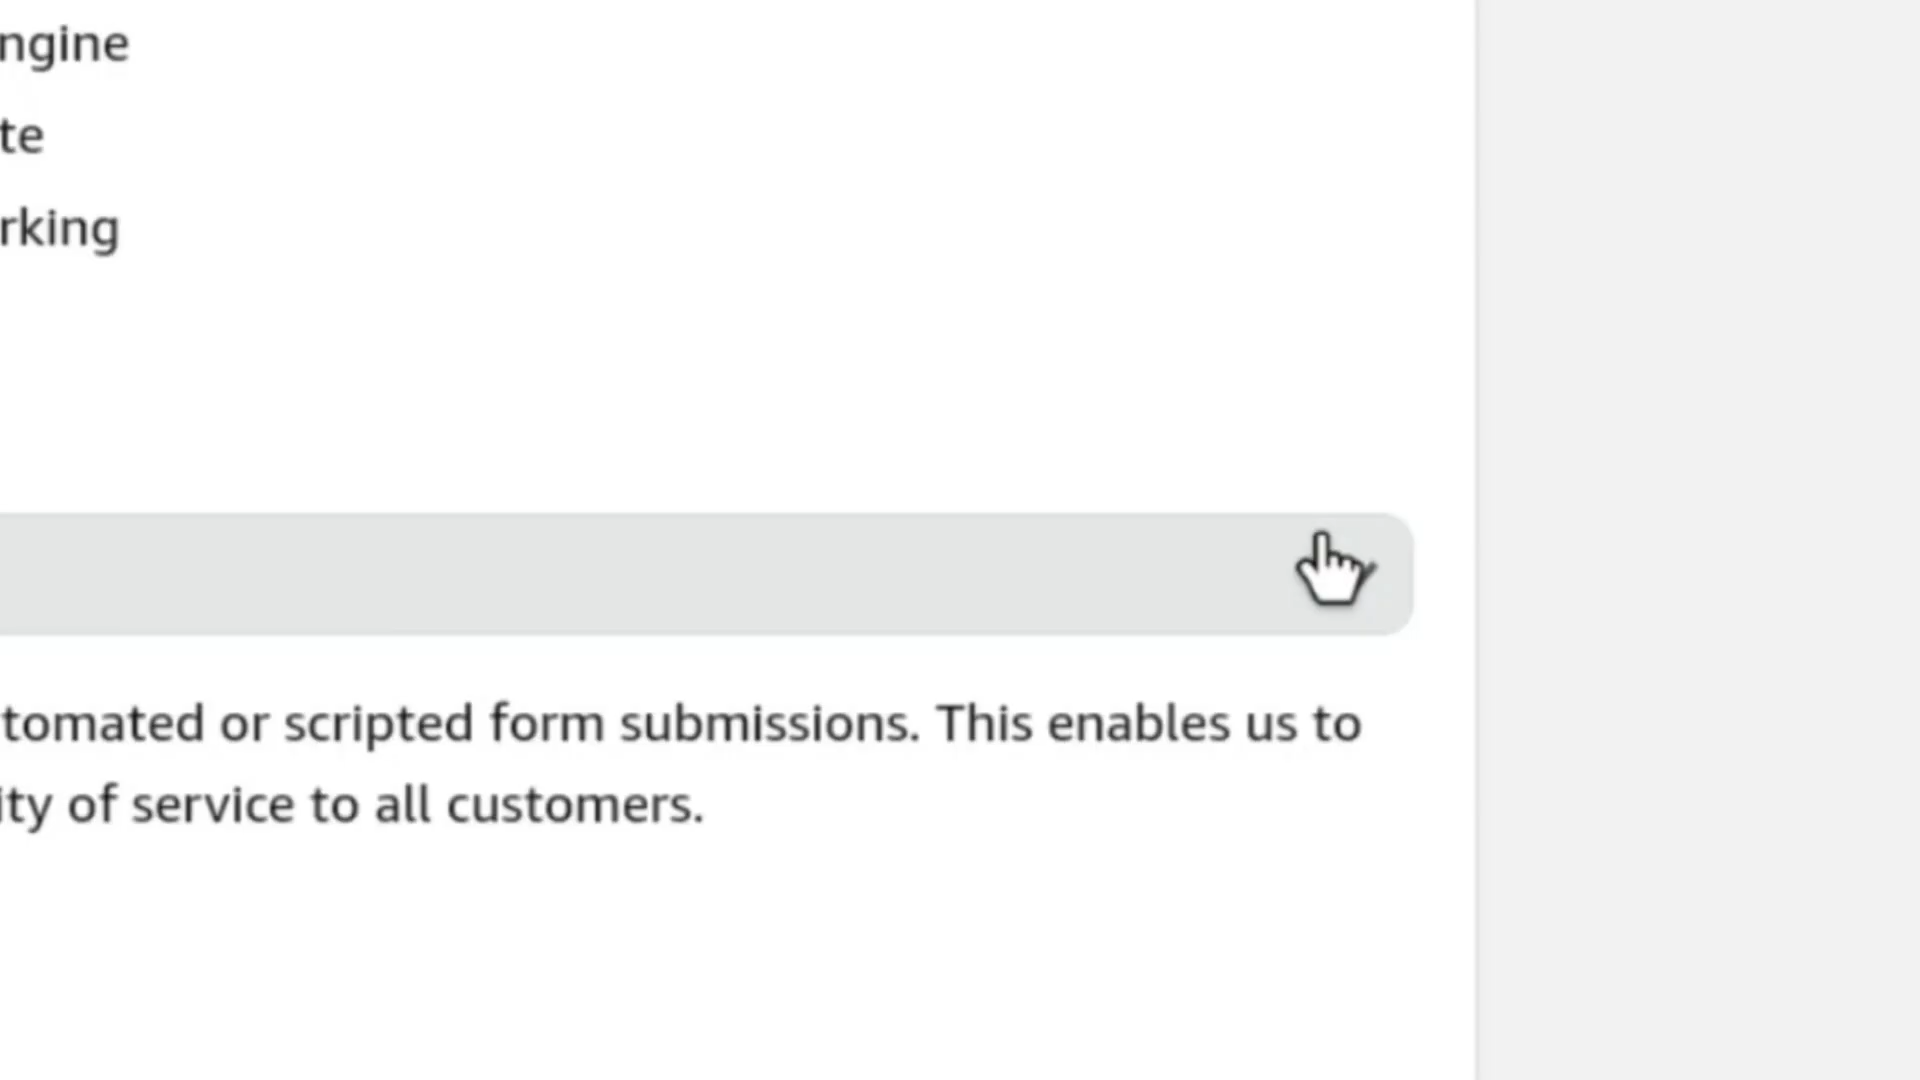 ngine
te
rking
tomated or scripted form submissions. This enables us to
ity of service to all customers.